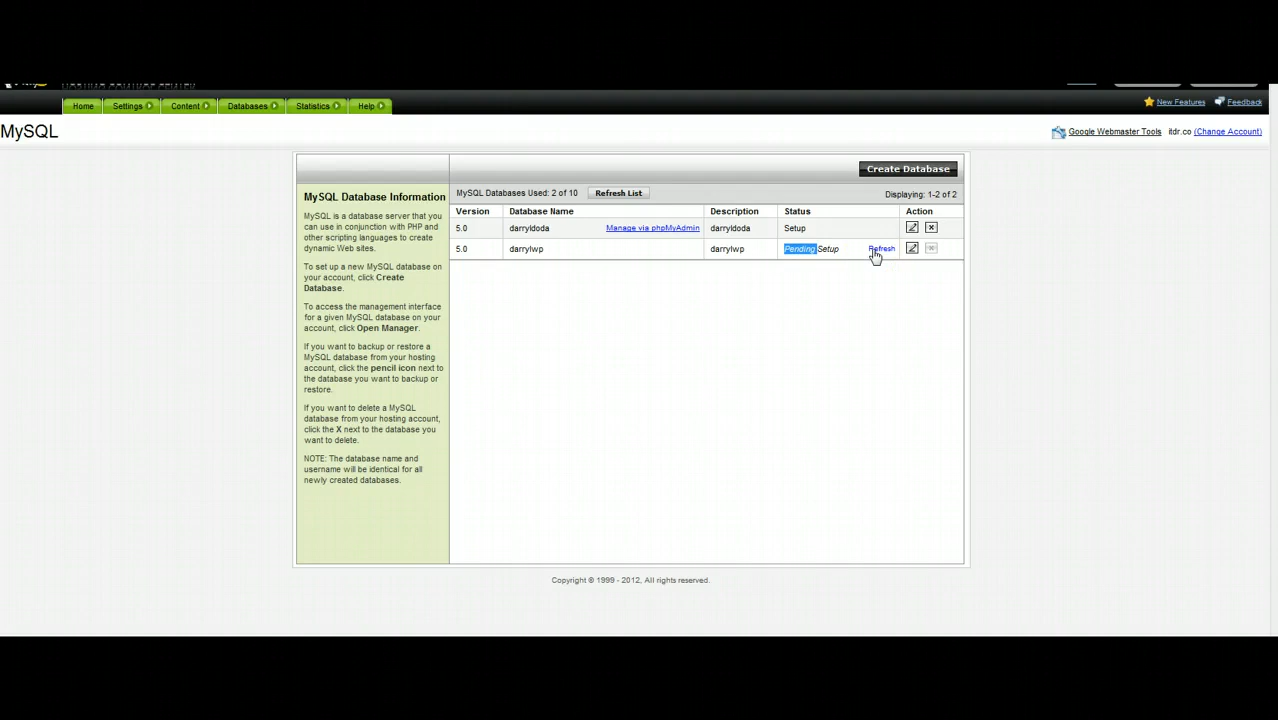 Home Settings Content Databases Statistics Help
New Features Feedback
MySQL
Google Webmaster Tools itdr.co (Change Account)
Create Database
MySQL Database Information
MySQL is a database server that you
can use in conjunction with PHP and
other scripting languages to create
dynamic Web sites.
To set up a new MySQL database on
your account, click Create
Database.
To access the management interface
for a given MySQL database on your
account, click Open Manager.
If you want to backup or restore a
MySQL database from your hosting
account, click the pencil icon next to
the database you want to backup or
restore.
If you want to delete a MySQL
database from your hosting account,
click the X next to the database you
want to delete.
NOTE: The database name and
username will be identical for all
newly created databases.
MySQL Databases Used: 2 of 10 Refresh List Displaying: 1-2 of 2
Version Database Name Description Status Action
5.0 darryldoda Manage via phpMyAdmin darryldoda Setup
5.0 darrylwp darrylwp Pending Setup Refresh
Copyright © 1999 - 2012, All rights reserved.